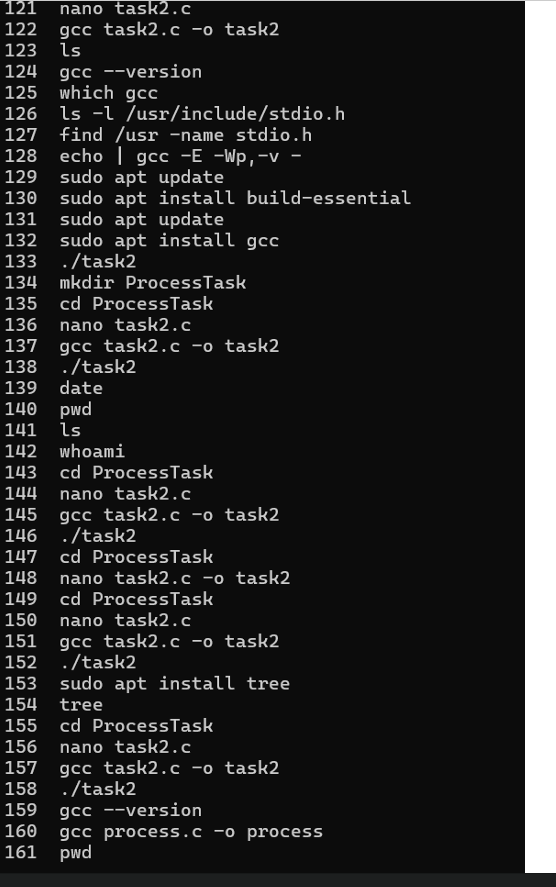 121 nano task2.c
122 gcc task2.c -o task2
123 ls
124 gcc --version
125 which gcc
126 ls -l /usr/include/stdio.h
127 find /usr -name stdio.h
128 echo | gcc -E -Wp,-v -
129 sudo apt update
130 sudo apt install build-essential
131 sudo apt update
132 sudo apt install gcc
133 ./task2
134 mkdir ProcessTask
135 cd ProcessTask
136 nano task2.c
137 gcc task2.c -o task2
138 ./task2
139 date
140 pwd
141 ls
142 whoami
143 cd ProcessTask
144 nano task2.c
145 gcc task2.c -o task2
146 ./task2
147 cd ProcessTask
148 nano task2.c -o task2
149 cd ProcessTask
150 nano task2.c
151 gcc task2.c -o task2
152 ./task2
153 sudo apt install tree
154 tree
155 cd ProcessTask
156 nano task2.c
157 gcc task2.c -o task2
158 ./task2
159 gcc --version
160 gcc process.c -o process
161 pwd